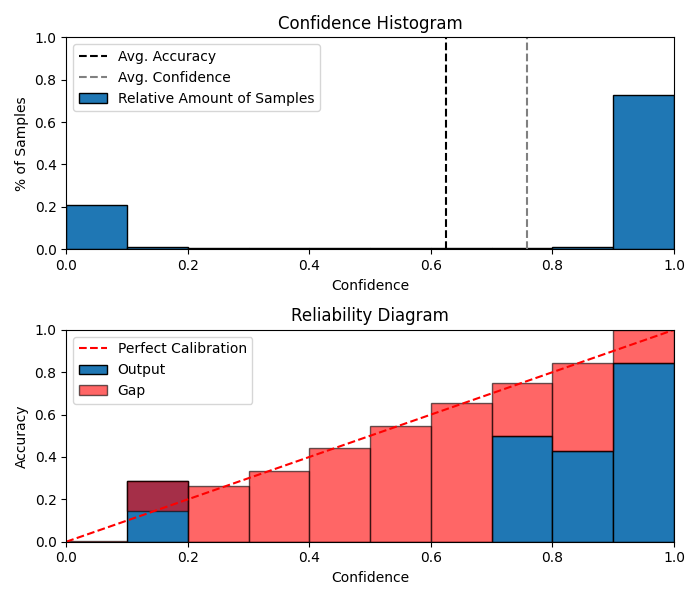 Confidence Histogram
1.0
0.8
0.6
0.4
0.2
0.0
% of Samples
Avg. Accuracy
Avg. Confidence
Relative Amount of Samples
0.0 0.2 0.4 0.6 0.8 1.0
Confidence
Reliability Diagram
1.0
0.8
0.6
0.4
0.2
0.0
Accuracy
Perfect Calibration
Output
Gap
0.0 0.2 0.4 0.6 0.8 1.0
Confidence